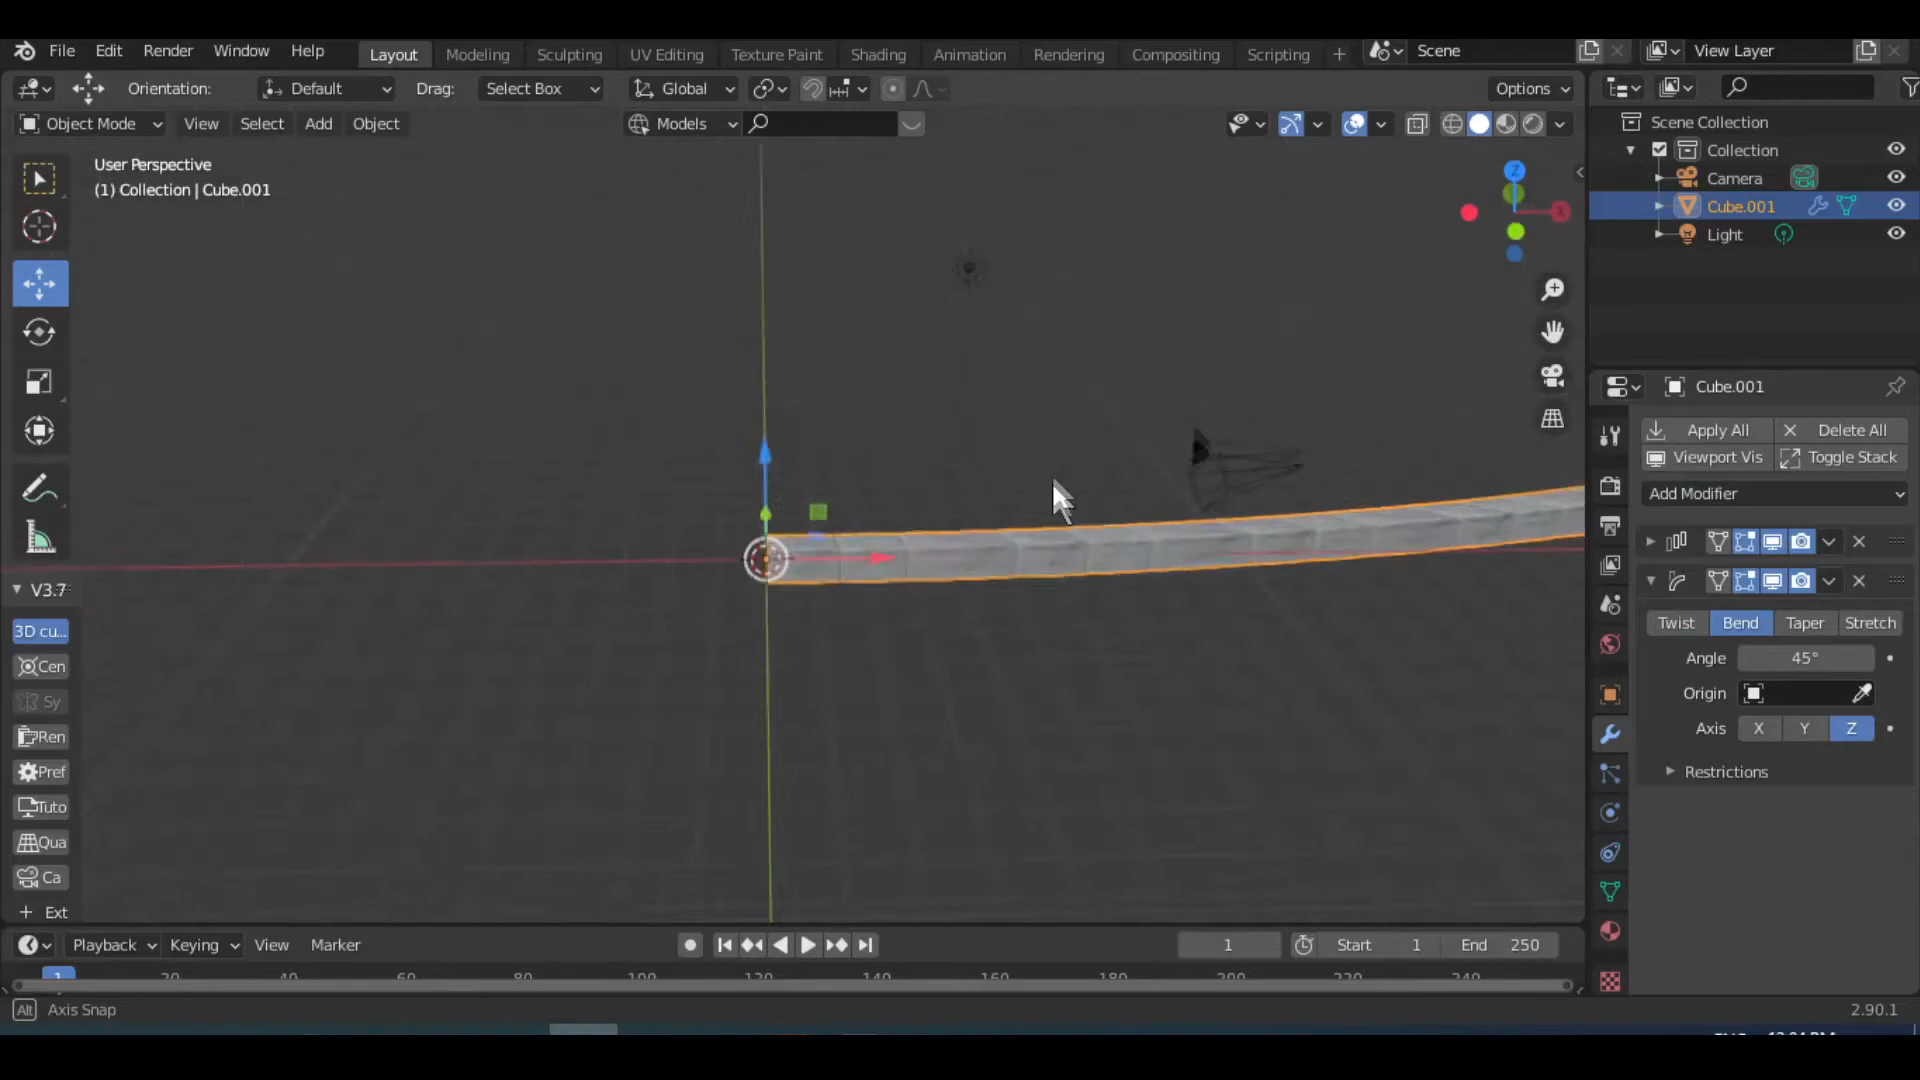 File Edit Render Window Help Layout Modeling Sculpting UV Editing Texture Paint Shading Animation Rendering Compositing Scripting + Scene View Layer
Orientation: Default Drag: Select Box Global Options
Object Mode View Select Add Object Models
User Perspective
(1) Collection | Cube.001
Z
X
Scene Collection
Collection
Camera
Cube.001
Light
Cube.001
Apply All Delete All
Viewport Vis Toggle Stack
Add Modifier
Twist Bend Taper Stretch
Angle 45°
Origin
Axis X Y Z
Restrictions
V3.7
3D cu...
Cen
Sy
Ren
Pref
Tuto
Qua
Ca
+ Ext
Playback Keying View Marker 1 Start 1 End 250
1 20 40 60 80 100 120 140 160 180 200 220 240
Alt Axis Snap 2.90.1